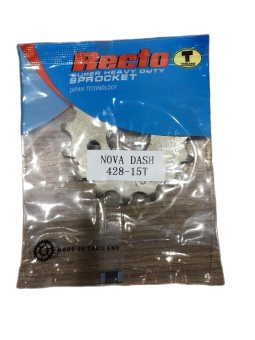 Recto
SUPER HEAVY DUTY
SPROCKET
JAPAN TECHNOLOGY
T
NOVA DASH
428-15T
MADE IN THAILAND